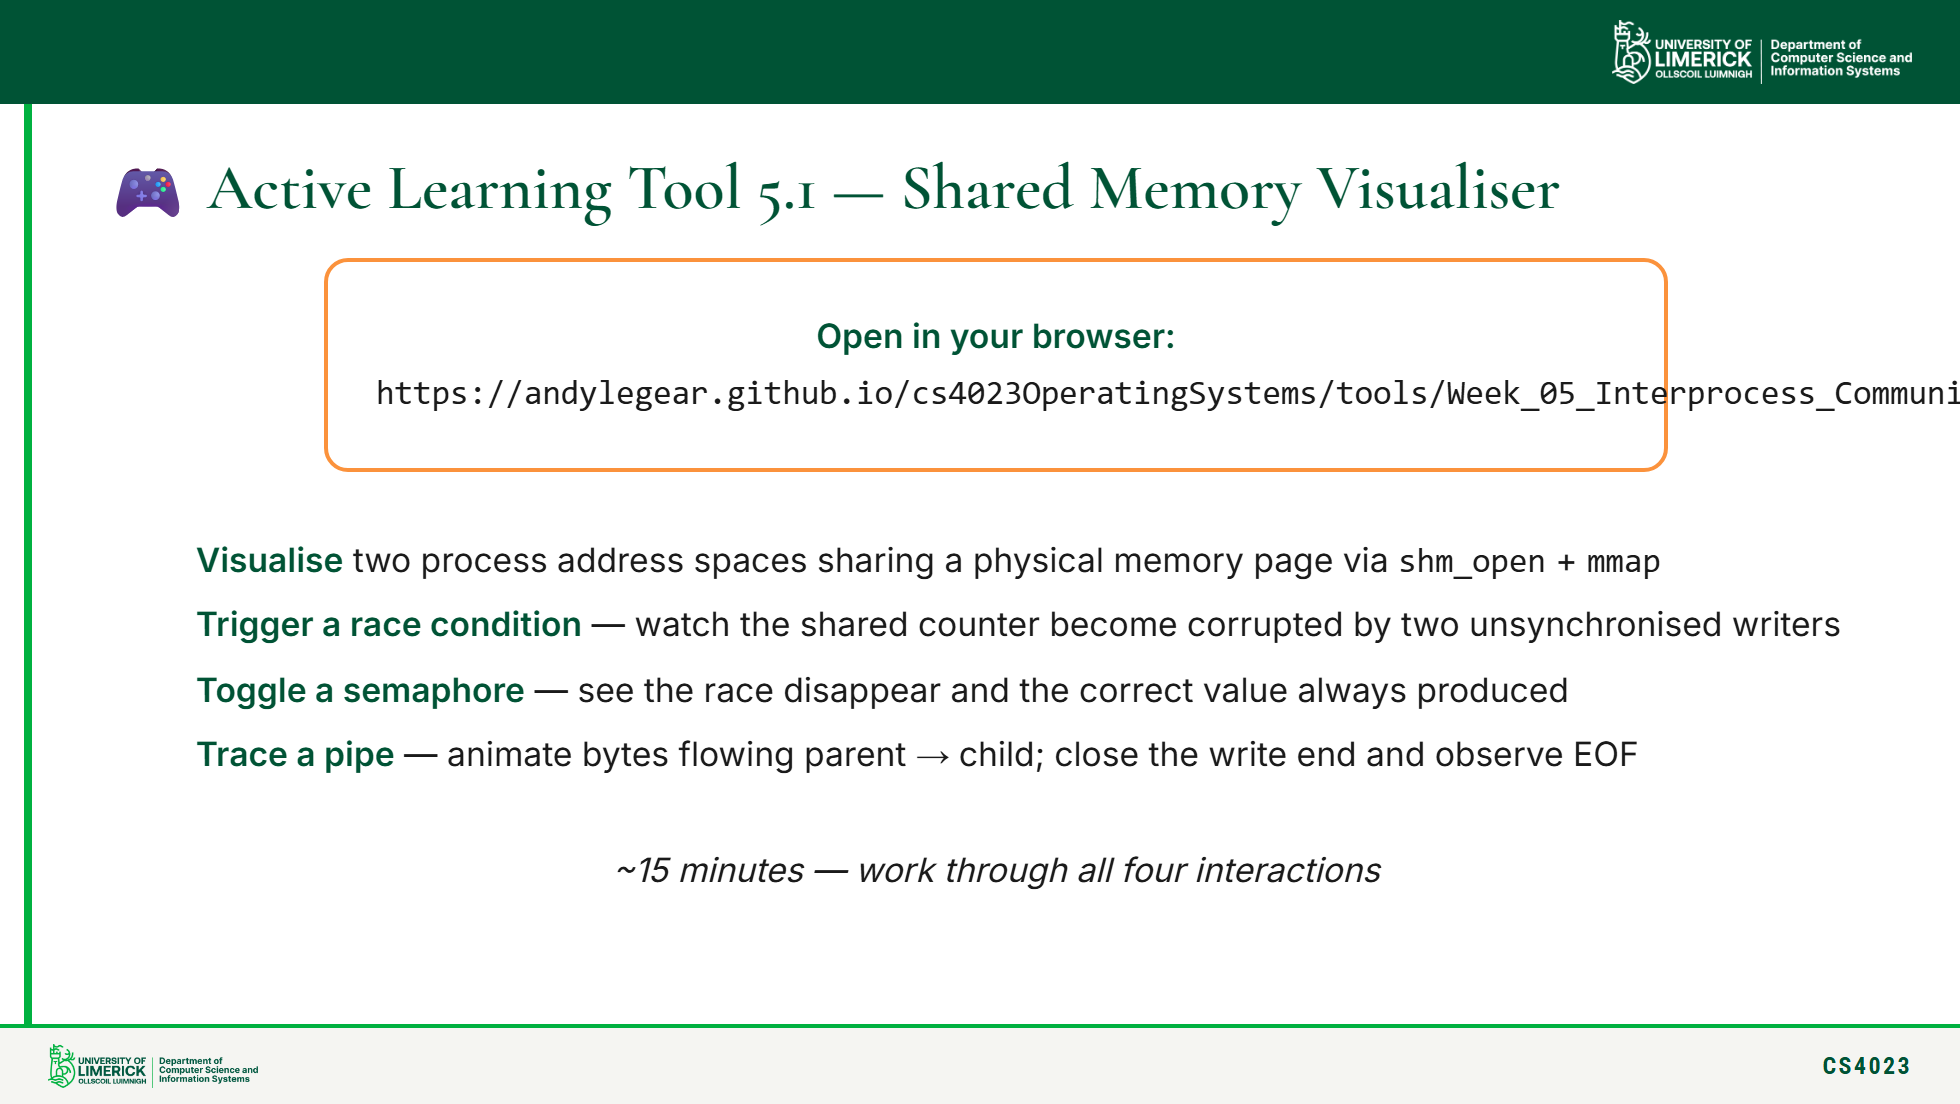 UNIVERSITY OF
LIMERICK
OLLSCOIL LUIMNIGH
Department of
Computer Science and
Information Systems
Active Learning Tool 5.1 — Shared Memory Visualiser
Open in your browser:
https://andylegear.github.io/cs4023OperatingSystems/tools/Week_05_Interprocess_Communi
Visualise two process address spaces sharing a physical memory page via shm_open + mmap
Trigger a race condition — watch the shared counter become corrupted by two unsynchronised writers
Toggle a semaphore — see the race disappear and the correct value always produced
Trace a pipe — animate bytes flowing parent → child; close the write end and observe EOF
~15 minutes — work through all four interactions
UNIVERSITY OF
LIMERICK
OLLSCOIL LUIMNIGH
Department of
Computer Science and
Information Systems
CS4023